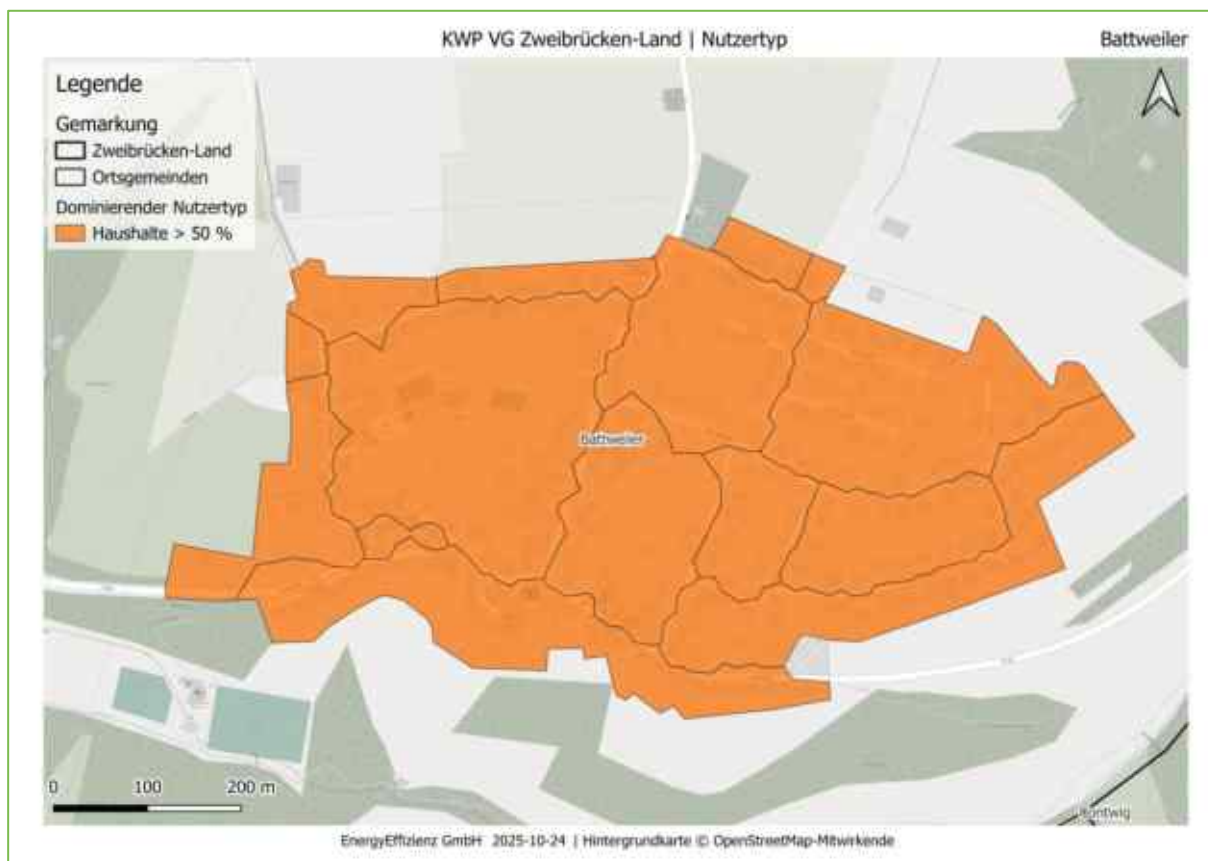 KWP VG Zweibrücken-Land | Nutzertyp
Battweiler
Legende
Gemarkung
Zweibrücken-Land
Ortsgemeinden
Dominierender Nutzertyp
Haushalte > 50 %
Battweiler
0 100 200 m
EnergyEffizienz GmbH 2025-10-24 | Hintergrundkarte © OpenStreetMap-Mitwirkende